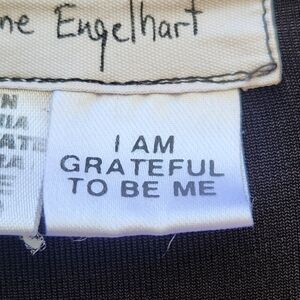 ne Engelhart
I AM
GRATEFUL
TO BE ME